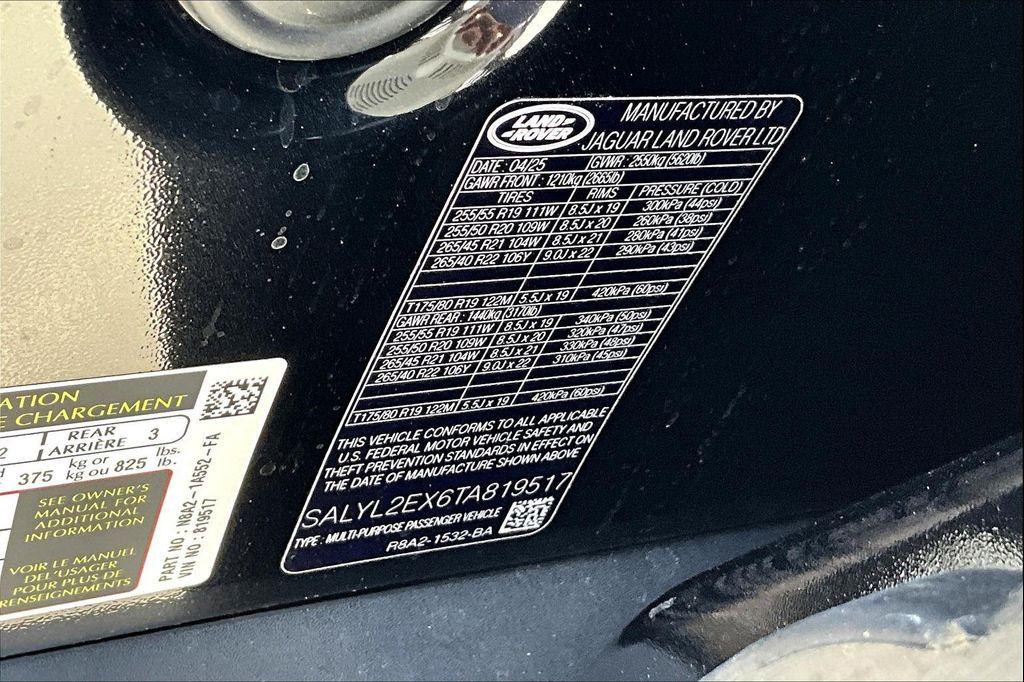 LAND-
-ROVER
MANUFACTURED BY
JAGUAR LAND ROVER LTD
DATE : 04/25 GVWR: 2550kg (5620lb)
GAWR FRONT : 1210kg (2665lb)
TIRES RIMS PRESSURE (COLD)
255/55 R19 111W 8.5J x 19 300kPa (44psi)
255/50 R20 109W 8.5J x 20 260kPa (38psi)
265/45 R21 104W 8.5J x 21 280kPa (41psi)
265/40 R22 106Y 9.0J x 22 290kPa (43psi)
T175/80 R19 122M 5.5J x 19 420kPa (60psi)
GAWR REAR : 1440kg (3170lb)
255/55 R19 111W 8.5J x 19 340kPa (50psi)
255/50 R20 109W 8.5J x 20 320kPa (47psi)
265/45 R21 104W 8.5J x 21 330kPa (48psi)
265/40 R22 106Y 9.0J x 22 310kPa (45psi)
T175/80 R19 122M 5.5J x 19 420kPa (60psi)
THIS VEHICLE CONFORMS TO ALL APPLICABLE
U.S. FEDERAL MOTOR VEHICLE SAFETY AND
THEFT PREVENTION STANDARDS IN EFFECT ON
THE DATE OF MANUFACTURE SHOWN ABOVE
SALYL2EX6TA819517
TYPE : MULTI-PURPOSE PASSENGER VEHICLE
R8A2-1532-BA
ATION
E CHARGEMENT
2 REAR 3
ARRIÈRE
375 kg or 825 lbs.
kg ou lb.
SEE OWNER'S
MANUAL FOR
ADDITIONAL
INFORMATION
VOIR LE MANUEL
DEL'USAGER
POUR PLUS DE
RENSEIGNEMENTS
PART NO : N8A2-1A552-FA
VIN NO : 819517